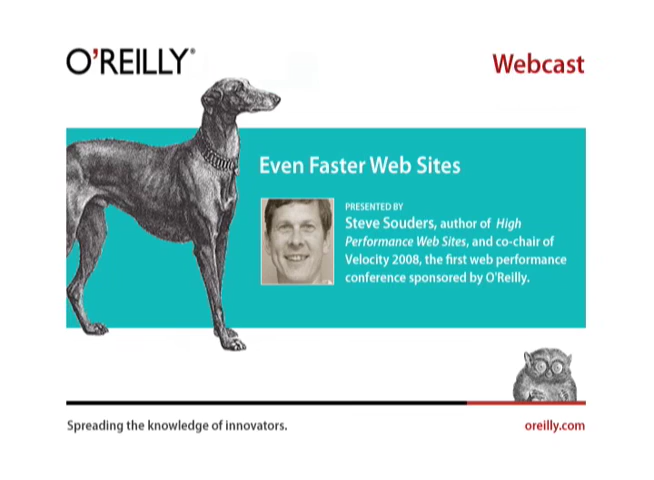 O'REILLY®
Webcast
Even Faster Web Sites
PRESENTED BY
Steve Souders, author of High
Performance Web Sites, and co-chair of
Velocity 2008, the first web performance
conference sponsored by O'Reilly.
Spreading the knowledge of innovators.
oreilly.com